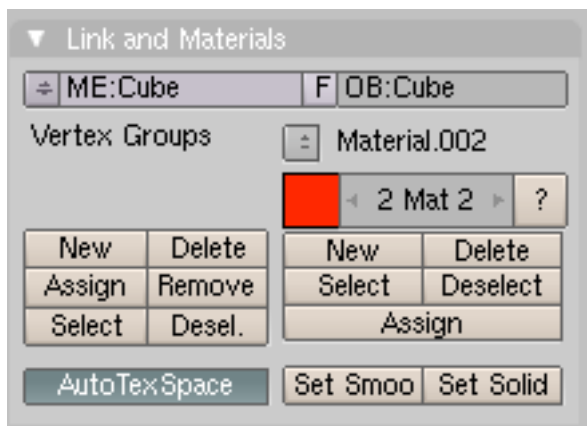 Link and Materials
ME:Cube F OB:Cube
Vertex Groups Material.002
2 Mat 2 ?
New Delete New Delete
Assign Remove Select Deselect
Select Desel. Assign
AutoTexSpace Set Smoo Set Solid